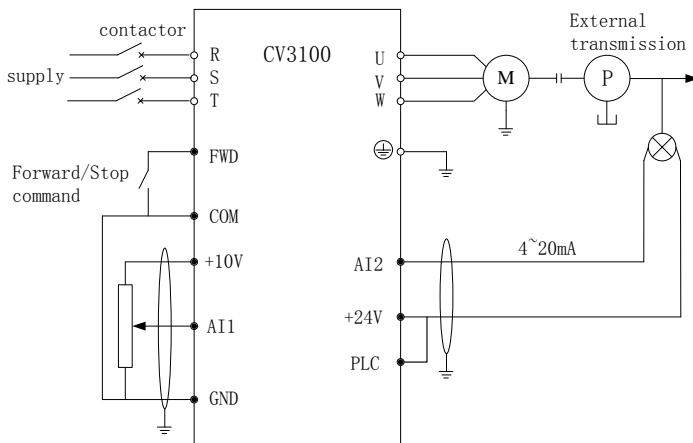 contactor
supply
R
S
T
CV3100
U
V
W
M
P
External
transmission
FWD
Forward/Stop
command
COM
+10V
AI1
GND
AI2
4~20mA
+24V
PLC